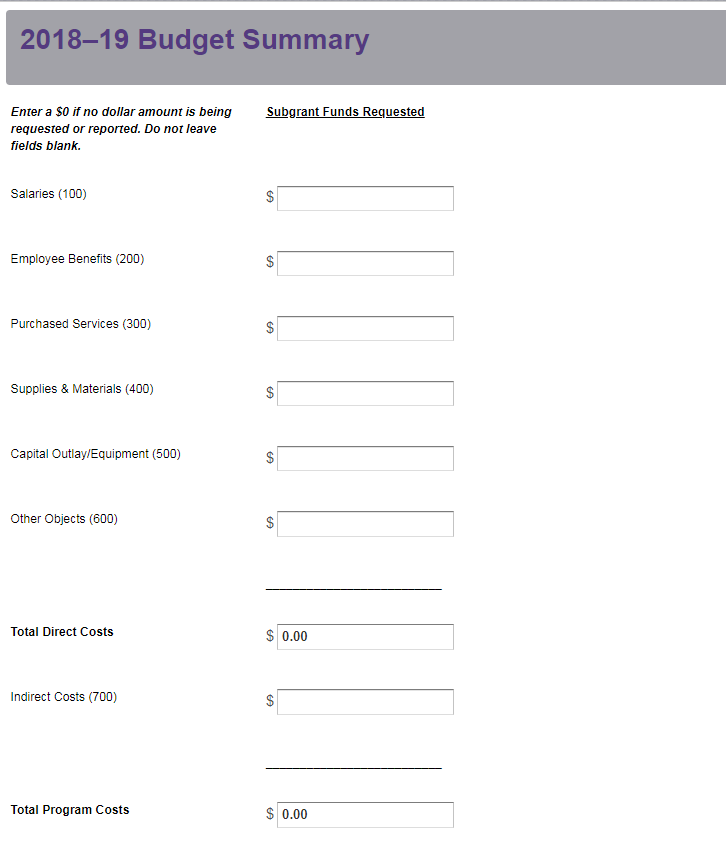 2018–19 Budget Summary
Enter a $0 if no dollar amount is being
requested or reported. Do not leave
fields blank.
Subgrant Funds Requested
Salaries (100)
$
Employee Benefits (200)
$
Purchased Services (300)
$
Supplies & Materials (400)
$
Capital Outlay/Equipment (500)
$
Other Objects (600)
$
Total Direct Costs
$ 0.00
Indirect Costs (700)
$
Total Program Costs
$ 0.00